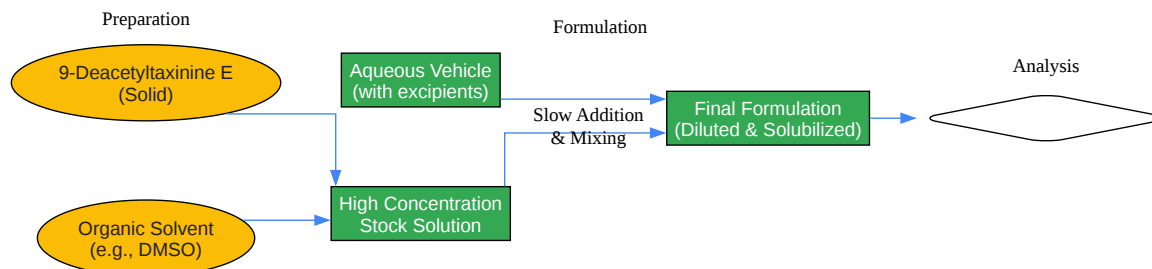 Preparation
Formulation
Analysis
9-Deacetyltaxinine E
(Solid)
Aqueous Vehicle
(with excipients)
Slow Addition
& Mixing
Final Formulation
(Diluted & Solubilized)
High Concentration
Stock Solution
Organic Solvent
(e.g., DMSO)